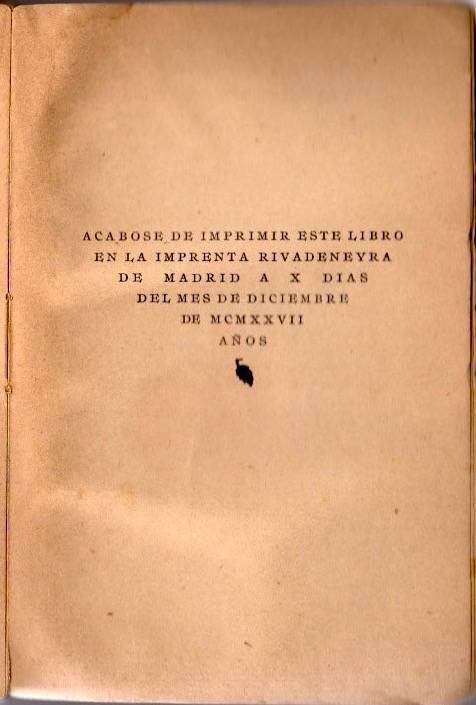 ACABOSE DE IMPRIMIR ESTE LIBRO
EN LA IMPRENTA RIVADENEYRA
DE MADRID A X DIAS
DEL MES DE DICIEMBRE
DE MCMXXVII
AÑOS